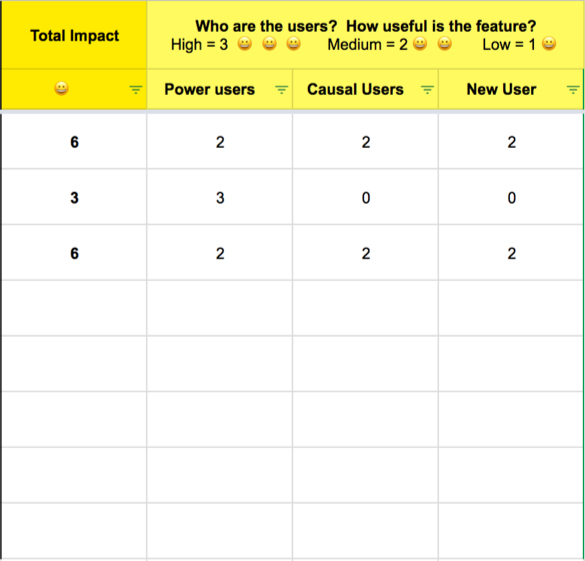 Total Impact
Who are the users? How useful is the feature?
High = 3 😀 😀 😀 Medium = 2 😀 😀 Low = 1 😀
😀 Power users Causal Users New User
6 2 2 2
3 3 0 0
6 2 2 2